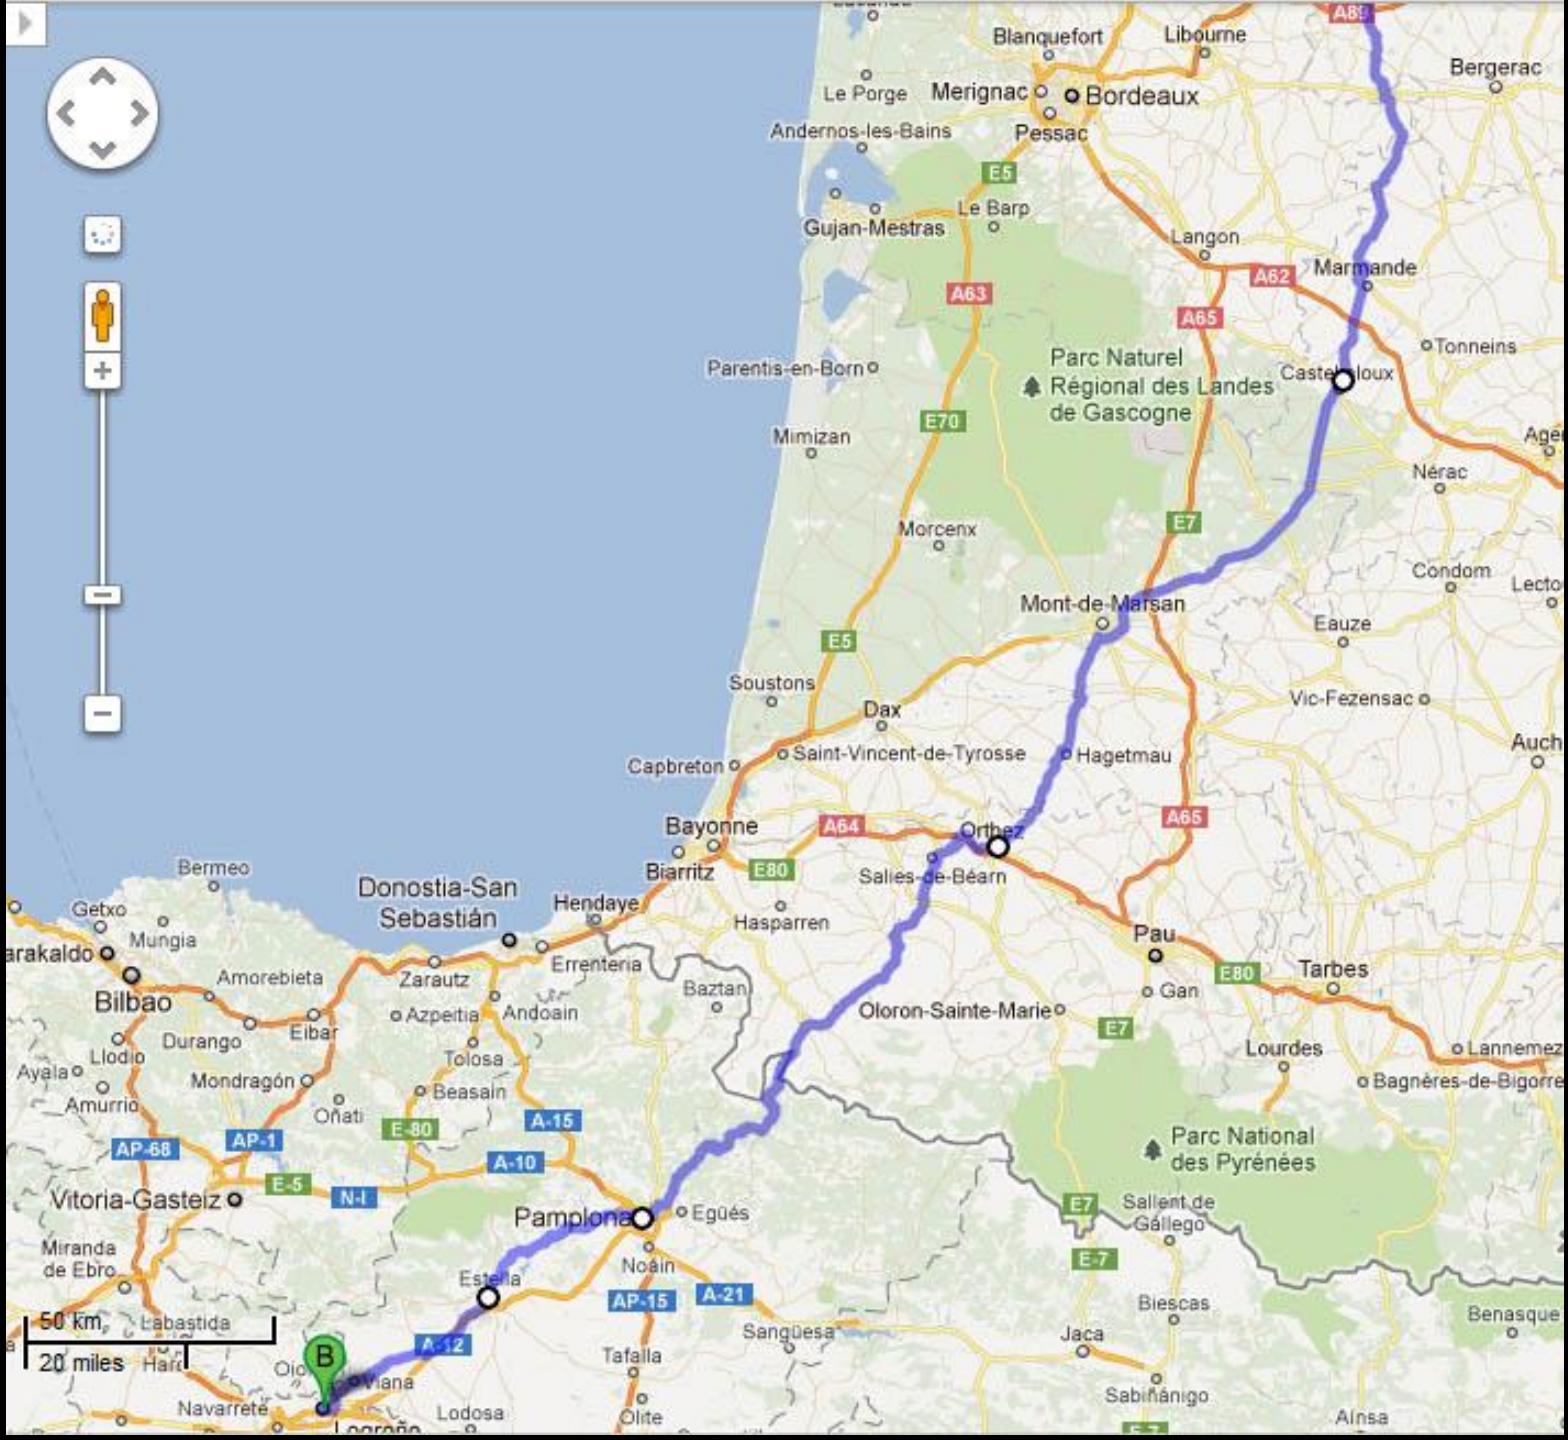 A89
Blanquefort
Libourne
Bergerac
Le Porge
Merignac
Bordeaux
Andernos-les-Bains
Pessac
E5
Le Barp
Gujan-Mestras
Langon
Marmande
A62
A63
A65
Tonneins
Parc Naturel
Régional des Landes
de Gascogne
Parentis-en-Born
E70
Mimizan
Nérac
E7
Morcenx
Condom
Lecto
Mont-de-Marsan
Eauze
E5
Soustons
Vic-Fezensac
Dax
Auch
Saint-Vincent-de-Tyrosse
Hagetmau
Capbreton
A65
Bayonne
A64
Orthez
Biarritz
E80
Salies-de-Béarn
Bermeo
Donostia-San
Sebastián
Hendaye
Getxo
Hasparren
Mungia
Pau
arakaldo
Errenteria
Amorebieta
Zarautz
E80
Tarbes
Bilbao
Baztan
Gan
Azpeitia
Andoain
Oloron-Sainte-Marie
Durango
Eibar
E7
Llodio
Tolosa
Lourdes
Lannemez
Ayala
Mondragón
Beasain
Bagnères-de-Bigorre
Amurrio
Oñati
A-15
E-80
AP-68
AP-1
Parc National
des Pyrénées
A-10
E-5
N-I
Vitoria-Gasteiz
E7
Sallent de
Gállego
Pamplona
Egüés
Miranda
de Ebro
Noáin
E-7
Estella
AP-15
A-21
Biescas
50 km
Labastida
Benasque
Sangüesa
Jaca
A-12
20 miles
Haro
B
Tafalla
Viana
Sabiñánigo
Navarrete
Lodosa
Olite
Aínsa
Logroño
E-7